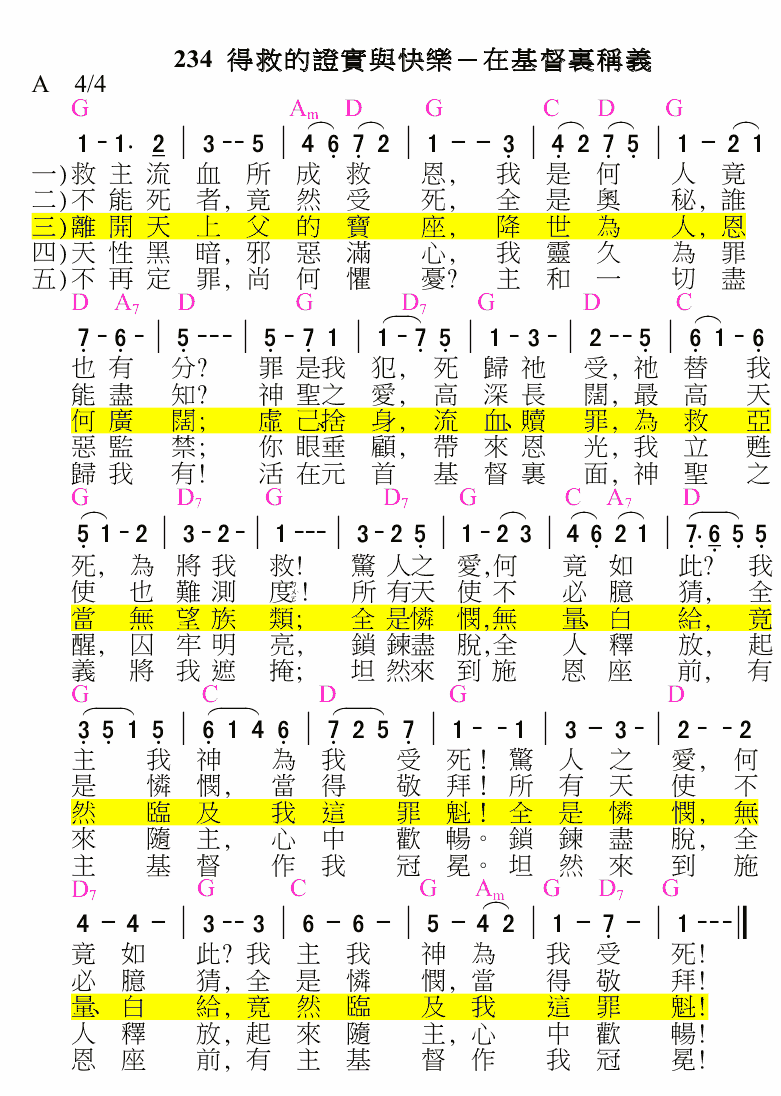 234 得救的證實與快樂－在基督裏稱義
A 4/4
G Am D G C D G
1 - 1. 2 | 3 - - 5 | 4 6 7 2 | 1 - - 3 | 4 2 7 5 | 1 - 2 1
一)救主流血所成救恩, 我是何人竟
二)不能死者,竟然受死, 全是奧秘,誰
三)離開天上父的寶座, 降世為人,恩
四)天性黑暗,邪惡滿心, 我靈久為罪
五)不再定罪,尚何懼憂? 主和一切盡
D A7 D G D7 G D C
7 - 6 - | 5 - - - | 5 - 7 1 | 1 - 7 5 | 1 - 3 - | 2 - - 5 | 6 1 - 6
也有分? 罪是我犯, 死歸祂受,祂替我
能盡知? 神聖之愛, 高深長闊,最高天
何廣闊; 虛己、捨身, 流血、贖罪,為救亞
惡監禁; 你眼垂顧, 帶來恩光,我立甦
歸我有! 活在元首基督裏面,神聖之
G D7 G D7 G C A7 D
5 1 - 2 | 3 - 2 - | 1 - - - | 3 - 2 5 | 1 - 2 3 | 4 6 2 1 | 7. 6 5 5
死, 為將我救! 驚人之愛,何竟如此? 我
使也難測度! 所有天使不必臆猜, 全
當無望族類; 全是憐憫,無量、白給, 竟
醒, 囚牢明亮, 鎖鍊盡脫,全人釋放, 起
義將我遮掩; 坦然來到施恩座前, 有
G C D G D
3 5 1 5 | 6 1 4 6 | 7 2 5 7 | 1 - - 1 | 3 - 3 - | 2 - - 2
主我神為我受死! 驚人之愛, 何
是憐憫, 當得敬拜! 所有天使不
然臨及我這罪魁! 全是憐憫, 無
來隨主, 心中歡暢。鎖鍊盡脫, 全
主基督作我冠冕。坦然來到施
D7 G C G Am G D7 G
4 - 4 - | 3 - - 3 | 6 - 6 - | 5 - 4 2 | 1 - 7 - | 1 - - -
竟如此? 我主我神為我受死!
必臆猜, 全是憐憫, 當得敬拜!
量、白給, 竟然臨及我這罪魁!
人釋放, 起來隨主, 心中歡暢!
恩座前, 有主基督作我冠冕!